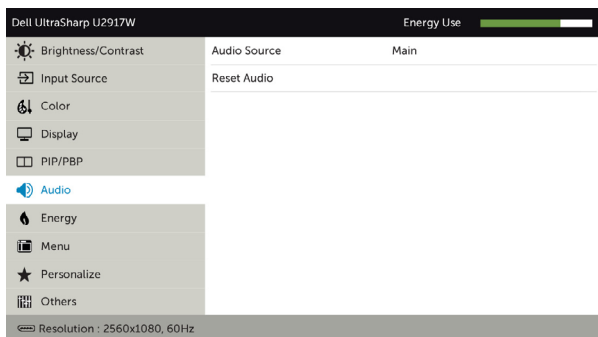 Dell UltraSharp U2917W Energy Use
Brightness/Contrast Audio Source Main
Input Source Reset Audio
Color
Display
PIP/PBP
Audio
Energy
Menu
Personalize
Others
Resolution : 2560x1080, 60Hz